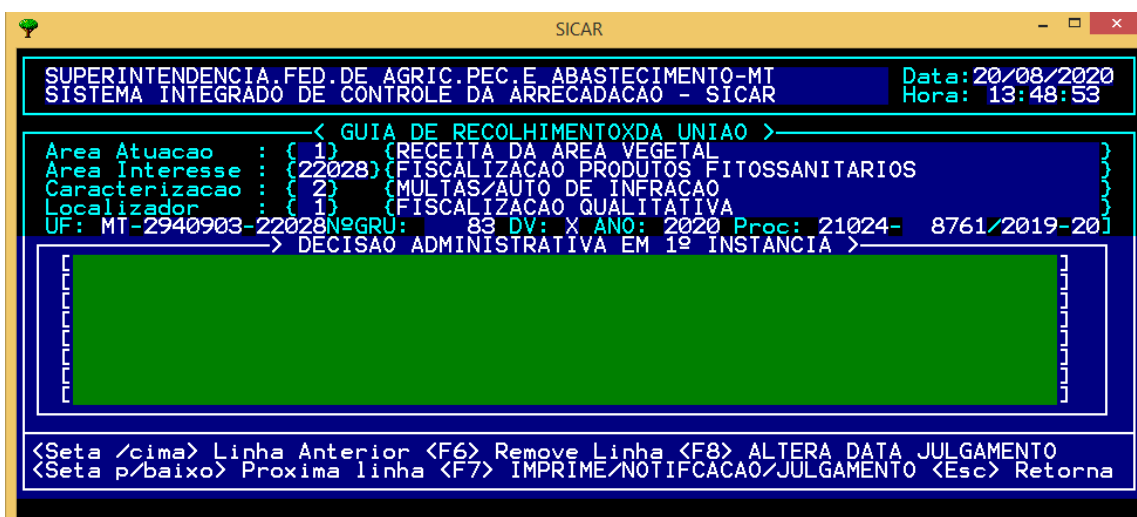 SICAR
SUPERINTENDENCIA.FED.DE AGRIC.PEC.E ABASTECIMENTO-MT Data:20/08/2020
SISTEMA INTEGRADO DE CONTROLE DA ARRECADACAO - SICAR Hora: 13:48:53
< GUIA DE RECOLHIMENTOXDA UNIAO >
Area Atuacao : { 1} {RECEITA DA AREA VEGETAL }
Area Interesse : {22028}{FISCALIZACAO PRODUTOS FITOSSANITARIOS }
Caracterizacao : { 2} {MULTAS/AUTO DE INFRACAO }
Localizador : { 1} {FISCALIZACAO QUALITATIVA }
UF: MT-2940903-22028NºGRU: 83 DV: X ANO: 2020 Proc: 21024- 8761/2019-20]
> DECISAO ADMINISTRATIVA EM 1º INSTANCIA >
[ ]
[ ]
[ ]
[ ]
[ ]
[ ]
[ ]
[ ]
<Seta /cima> Linha Anterior <F6> Remove Linha <F8> ALTERA DATA JULGAMENTO
<Seta p/baixo> Proxima linha <F7> IMPRIME/NOTIFCACAO/JULGAMENTO <Esc> Retorna